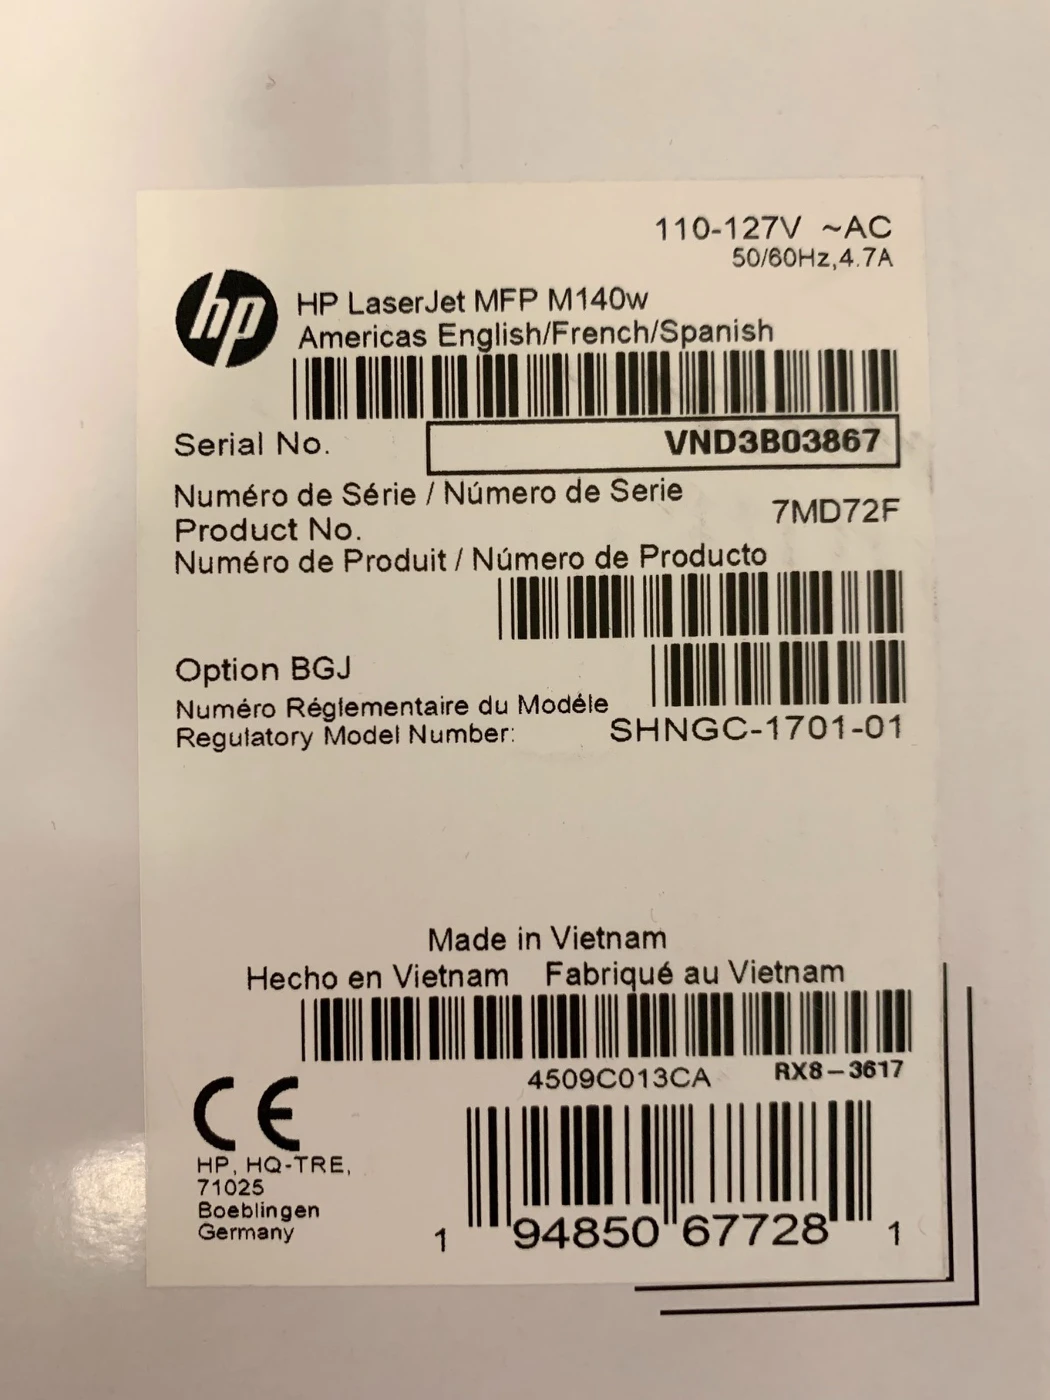 110-127V ~AC
50/60Hz,4.7A
hp
HP LaserJet MFP M140w
Americas English/French/Spanish
Serial No. VND3B03867
Numéro de Série / Número de Serie
7MD72F
Product No.
Numéro de Produit / Número de Producto
Option BGJ
Numéro Réglementaire du Modéle
Regulatory Model Number: SHNGC-1701-01
Made in Vietnam
Hecho en Vietnam Fabriqué au Vietnam
4509C013CA RX8-3617
CE
HP, HQ-TRE,
71025
Boeblingen
Germany
1 94850 67728 1